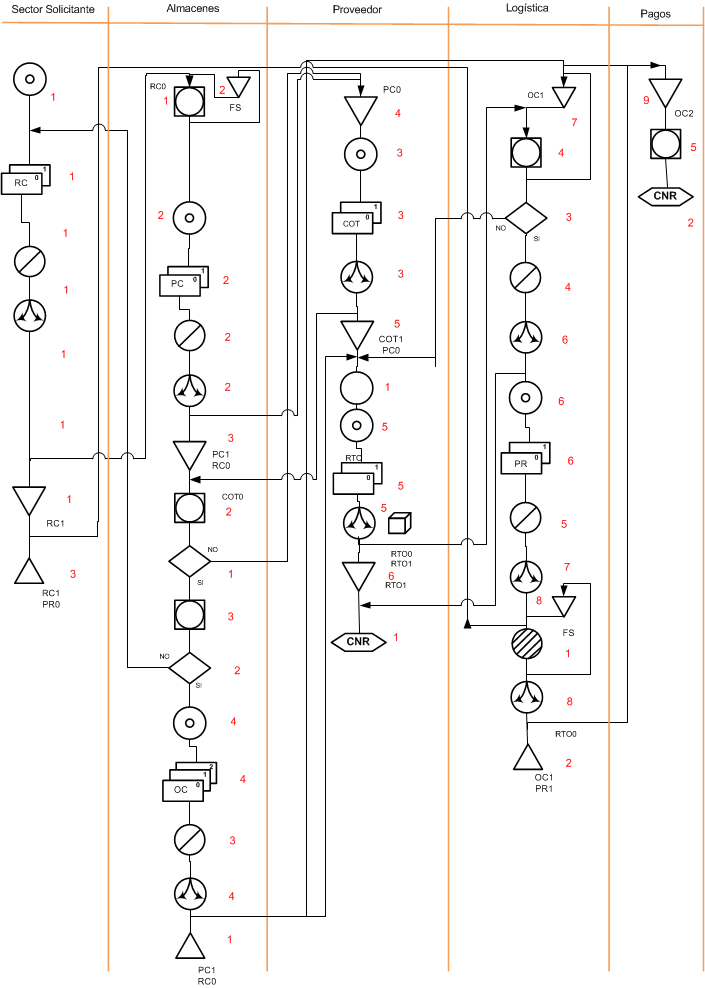 Sector Solicitante
Almacenes
Proveedor
Logística
Pagos
1
1
0
RC
1
1
1
1
1
1
RC1
3
RC1
PR0
RC0
1
2
FS
2
1
0
PC
2
2
2
3
PC1
RC0
COT0
2
NO
SI
1
3
NO
SI
2
4
2
1
0
OC
4
3
4
1
PC1
RC0
PC0
4
3
1
0
COT
3
3
5
COT1
PC0
1
5
RTO
1
0
5
5
RTO0
RTO1
6
RTO1
CNR
1
OC1
7
4
NO
SI
3
4
6
6
1
0
PR
6
5
7
8
FS
1
8
RTO0
2
OC1
PR1
9
OC2
5
CNR
2